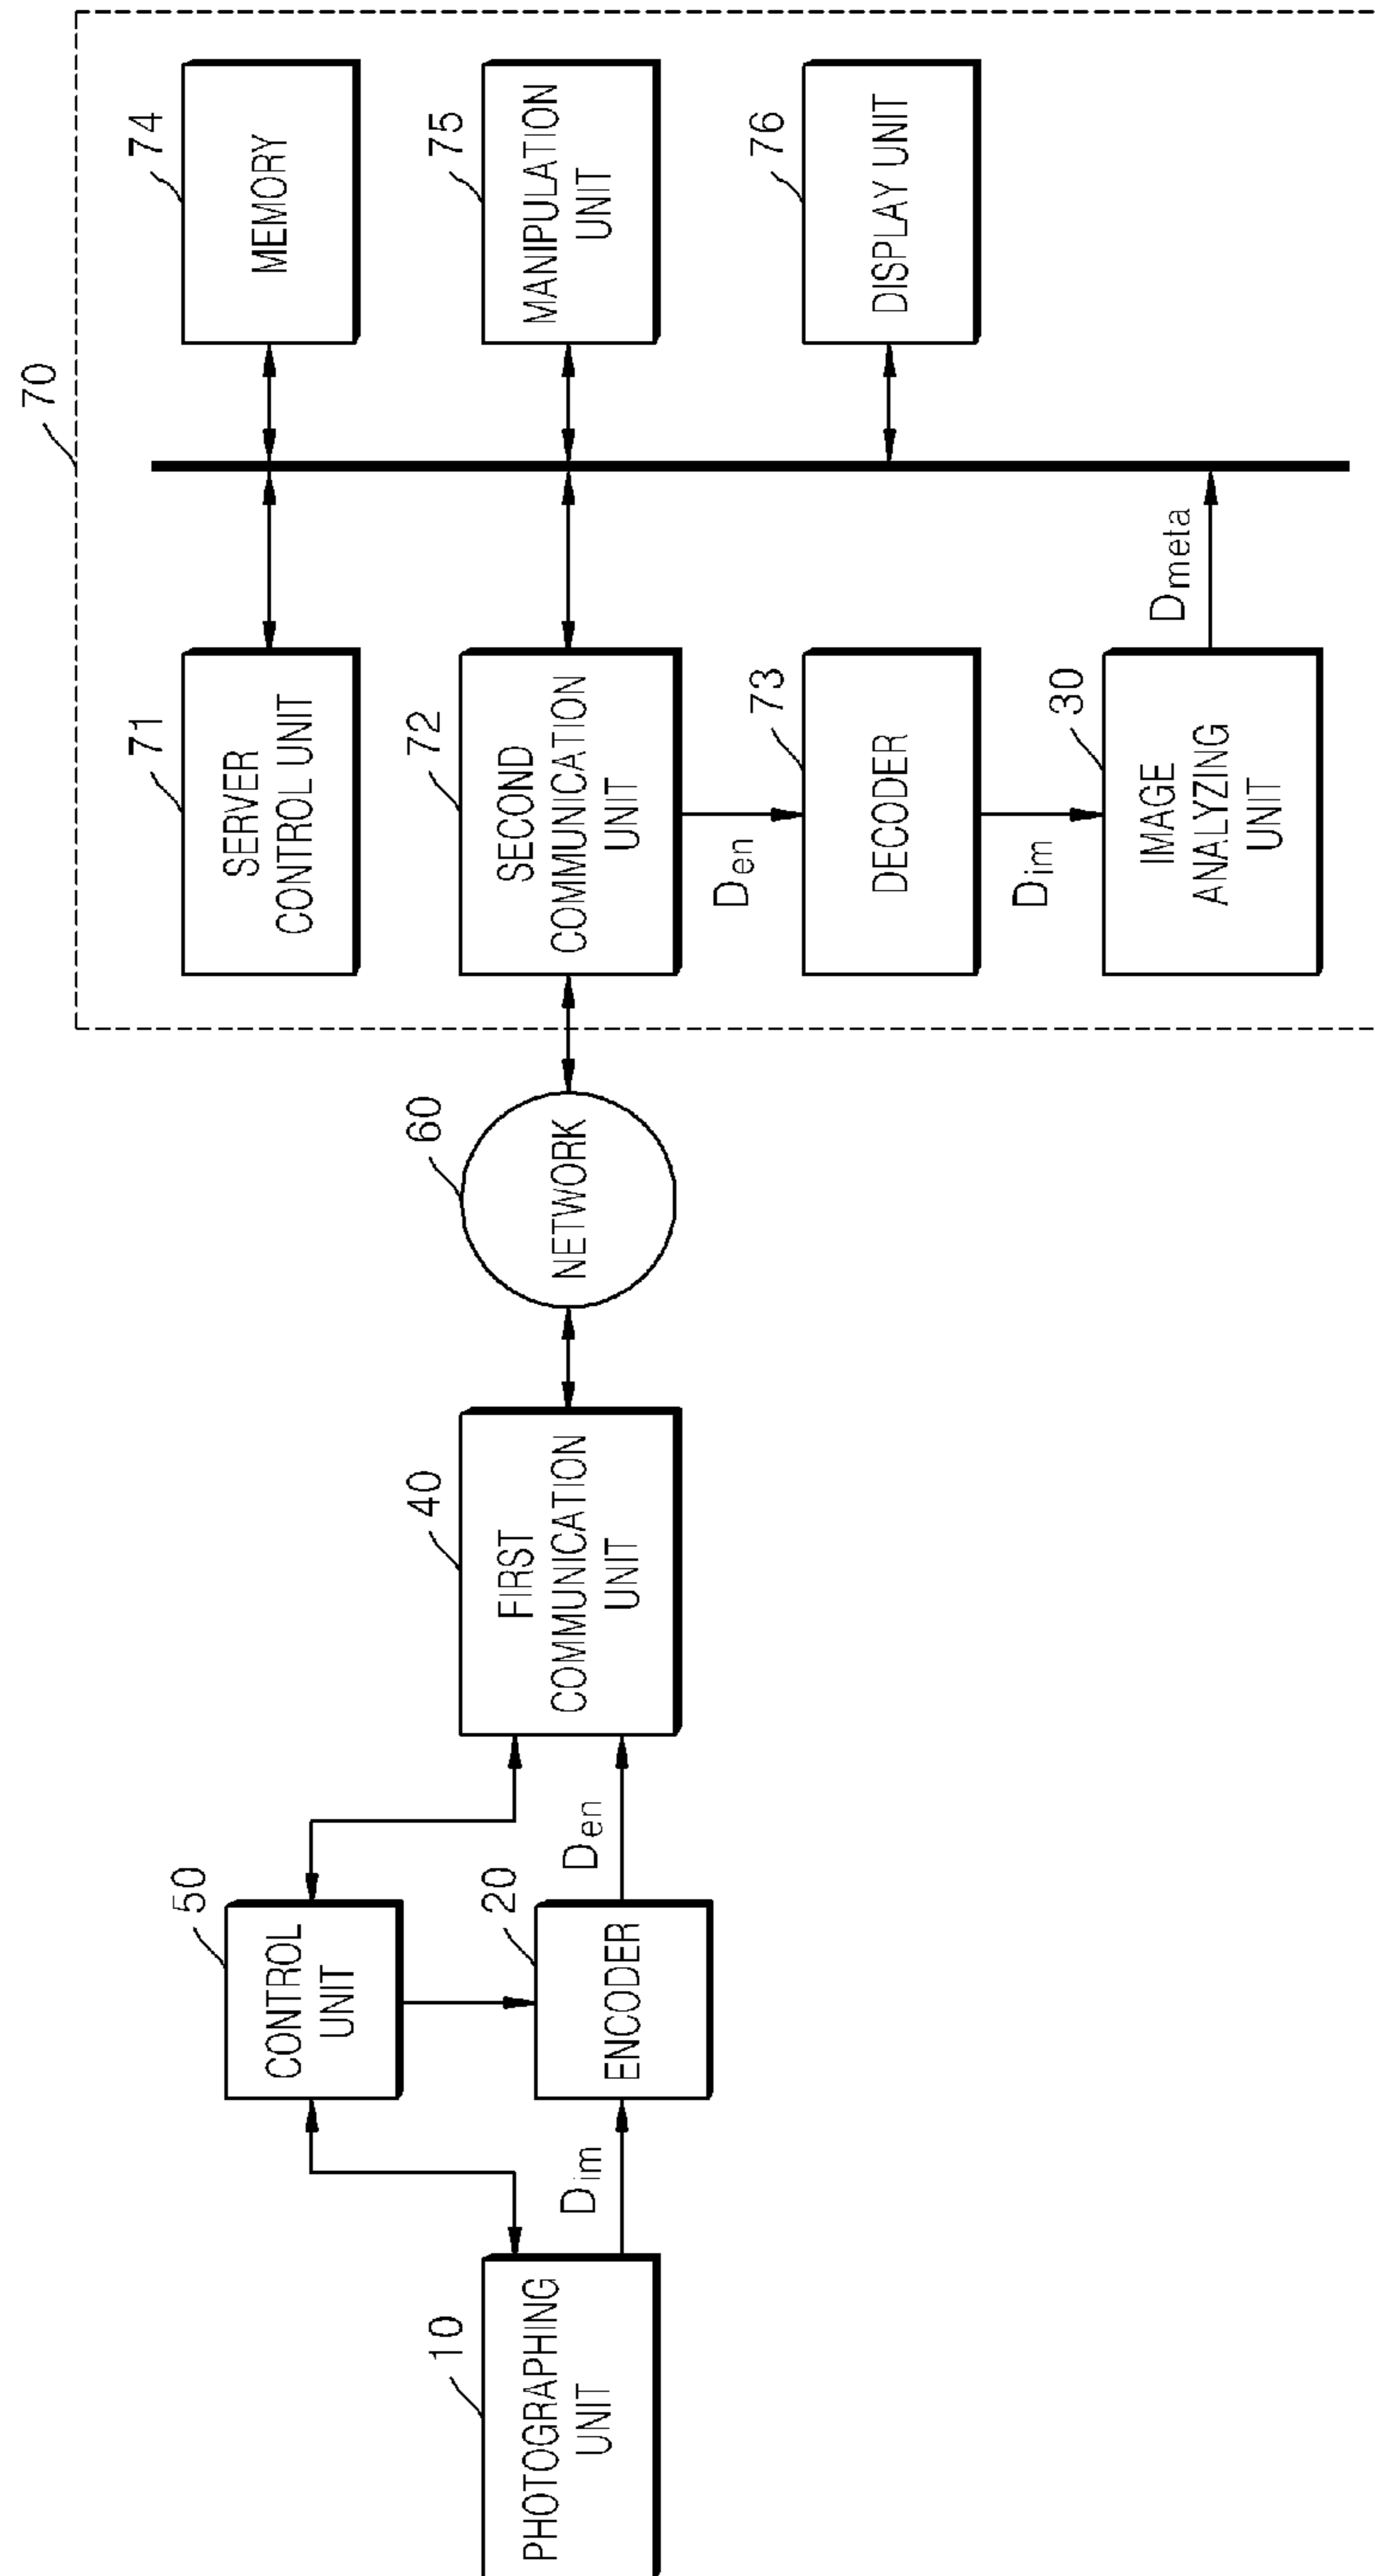 10
PHOTOGRAPHING
UNIT
Dim
50
CONTROL
UNIT
20
ENCODER
Den
40
FIRST
COMMUNICATION
UNIT
60
NETWORK
70
71
SERVER
CONTROL UNIT
72
SECOND
COMMUNICATION
UNIT
Den
73
DECODER
Dim
30
IMAGE
ANALYZING
UNIT
Dmeta
74
MEMORY
75
MANIPULATION
UNIT
76
DISPLAY UNIT